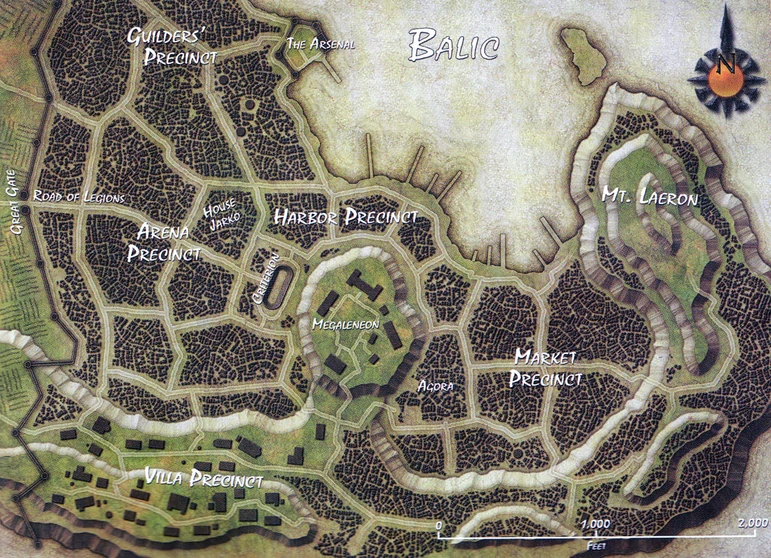 Balic
N
Guilders'
Precinct
The Arsenal
Great Gate
Road of Legions
House
Jarko
Harbor Precinct
Mt. Laeron
Arena
Precinct
Criterion
Megaleneon
Market
Precinct
Agora
Villa Precinct
0 1,000 2,000
Feet